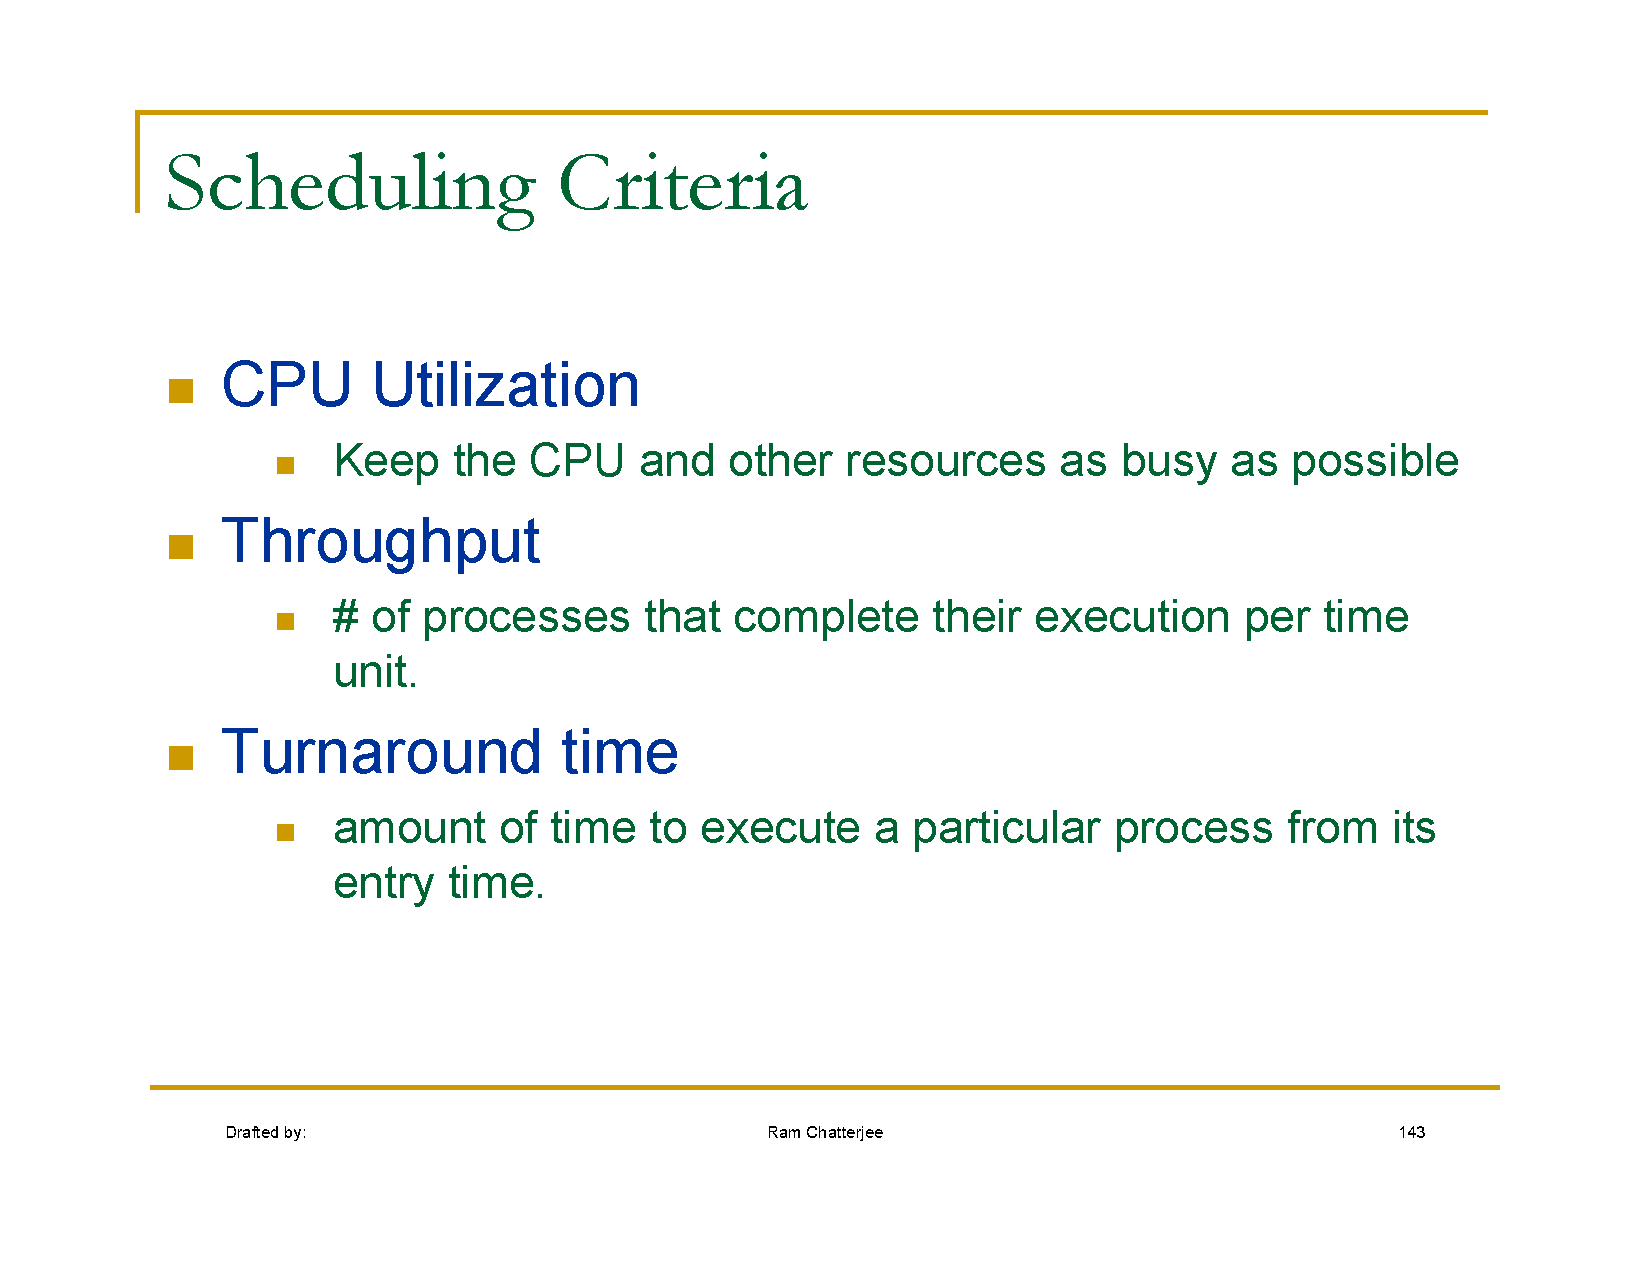 Scheduling Criteria
CPU Utilization
Keep the CPU and other resources as busy as possible
Throughput
# of processes that complete their execution per time
unit.
Turnaround time
amount of time to execute a particular process from its
entry time.
Drafted by: Ram Chatterjee 143